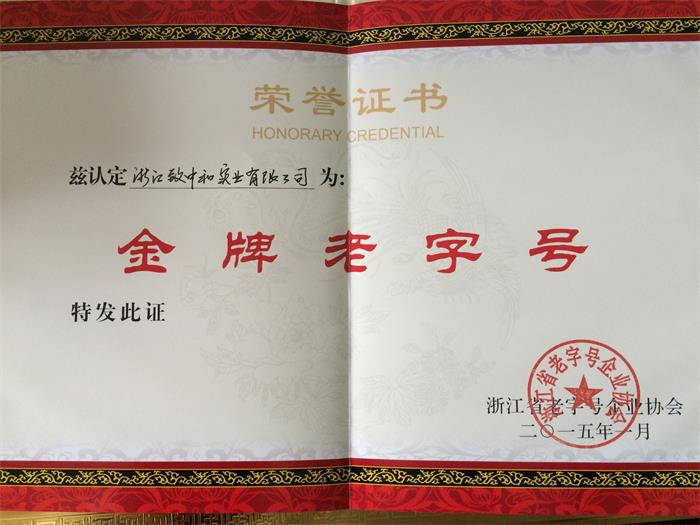 荣誉证书
HONORARY CREDENTIAL
兹认定 浙江致中和实业有限公司 为:
金牌老字号
特发此证
浙江省老字号企业协会
浙江省老字号企业协会
二〇一五年一月